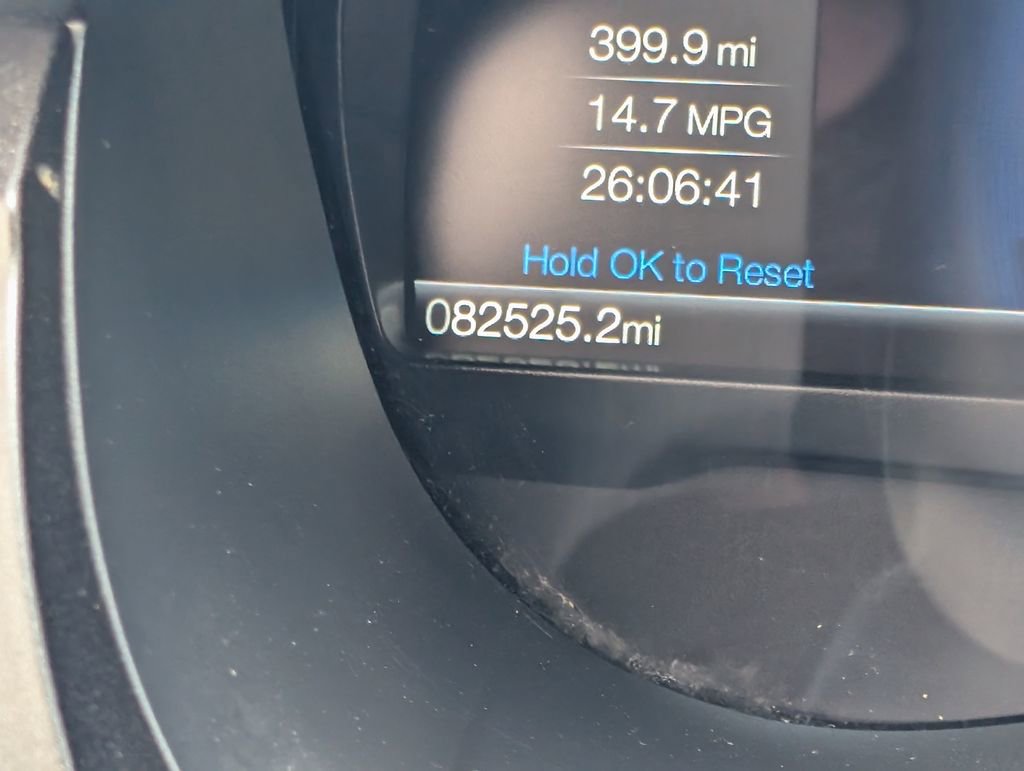 399.9 mi
14.7 MPG
26:06:41
Hold OK to Reset
082525.2mi